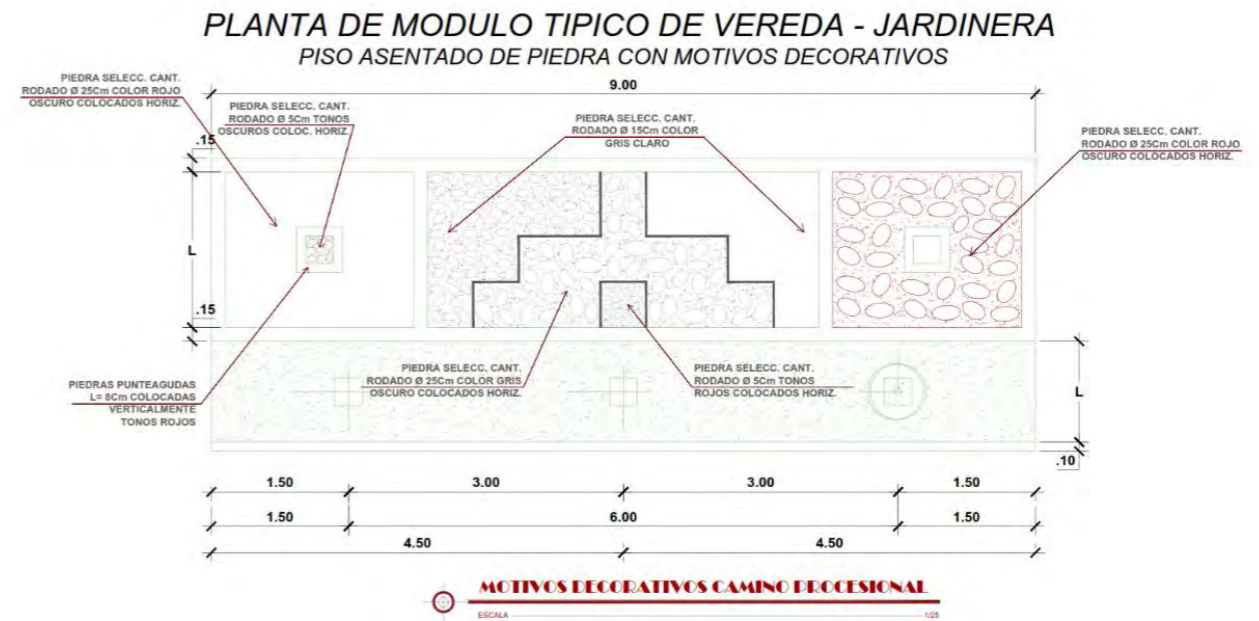 PLANTA DE MODULO TIPICO DE VEREDA - JARDINERA
PISO ASENTADO DE PIEDRA CON MOTIVOS DECORATIVOS
PIEDRA SELECC. CANT.
RODADO Ø 25Cm COLOR ROJO
OSCURO COLOCADOS HORIZ.
PIEDRA SELECC. CANT.
RODADO Ø 5Cm TONOS
OSCUROS COLOC. HORIZ.
9.00
PIEDRA SELECC. CANT.
RODADO Ø 15Cm COLOR
GRIS CLARO
PIEDRA SELECC. CANT.
RODADO Ø 25Cm COLOR ROJO
OSCURO COLOCADOS HORIZ.
.15
L
.15
PIEDRAS PUNTEAGUDAS
L= 8Cm COLOCADAS
VERTICALMENTE
TONOS ROJOS
PIEDRA SELECC. CANT.
RODADO Ø 25Cm COLOR GRIS
OSCURO COLOCADOS HORIZ.
PIEDRA SELECC. CANT.
RODADO Ø 5Cm TONOS
ROJOS COLOCADOS HORIZ.
L
.10
1.50 3.00 3.00 1.50
1.50 6.00 1.50
4.50 4.50
MOTIVOS DECORATIVOS CAMINO PROCESIONAL
ESCALA 1/25